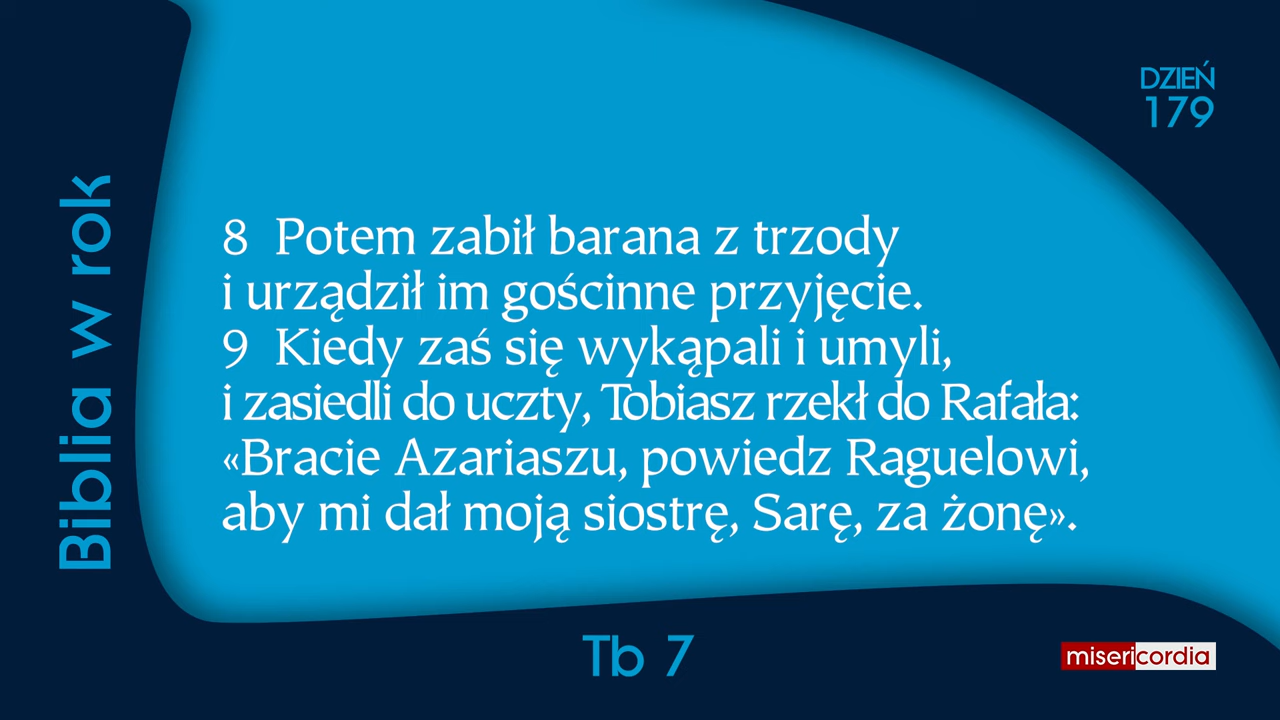 DZIEŃ
179
Biblia w rok
8 Potem zabił barana z trzody
i urządził im gościnne przyjęcie.
9 Kiedy zaś się wykąpali i umyli,
i zasiedli do uczty, Tobiasz rzekł do Rafała:
«Bracie Azariaszu, powiedz Raguelowi,
aby mi dał moją siostrę, Sarę, za żonę».
Tb 7
misericordia